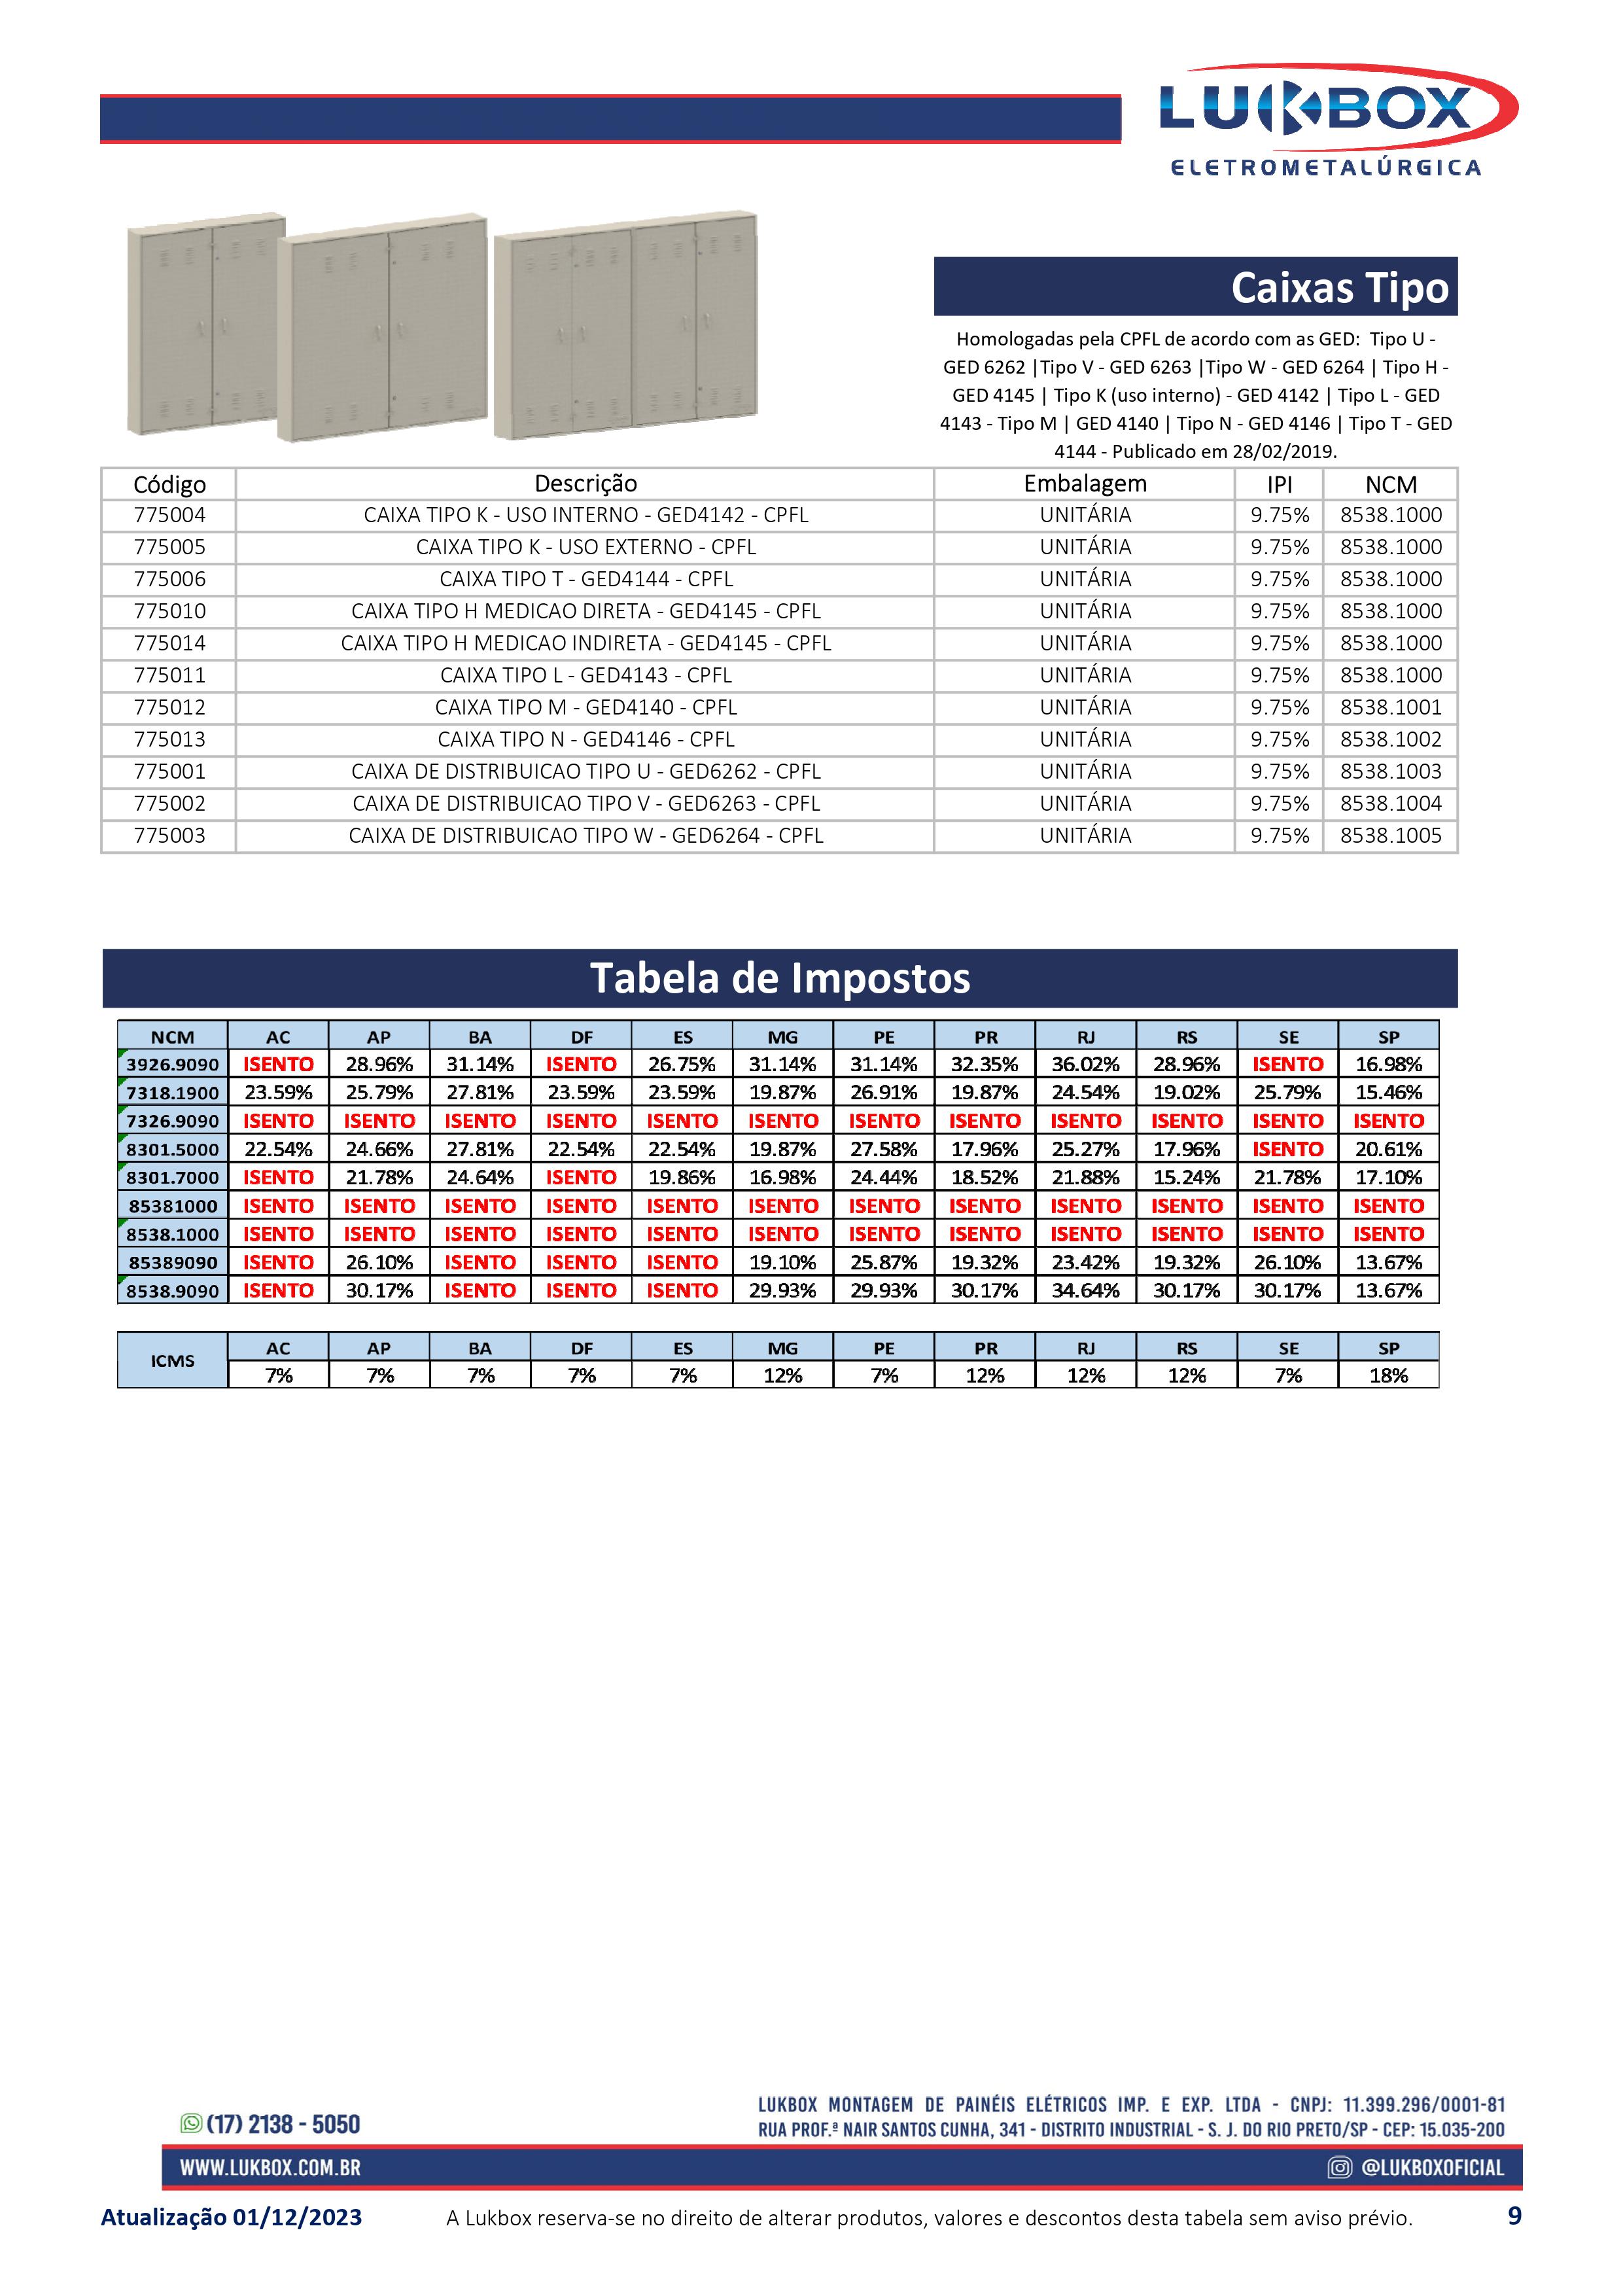 LUKBOX
ELETROMETALÚRGICA
Caixas Tipo
Homologadas pela CPFL de acordo com as GED: Tipo U -
GED 6262 |Tipo V - GED 6263 |Tipo W - GED 6264 | Tipo H -
GED 4145 | Tipo K (uso interno) - GED 4142 | Tipo L - GED
4143 - Tipo M | GED 4140 | Tipo N - GED 4146 | Tipo T - GED
4144 - Publicado em 28/02/2019.
Código Descrição Embalagem IPI NCM
775004 CAIXA TIPO K - USO INTERNO - GED4142 - CPFL UNITÁRIA 9.75% 8538.1000
775005 CAIXA TIPO K - USO EXTERNO - CPFL UNITÁRIA 9.75% 8538.1000
775006 CAIXA TIPO T - GED4144 - CPFL UNITÁRIA 9.75% 8538.1000
775010 CAIXA TIPO H MEDICAO DIRETA - GED4145 - CPFL UNITÁRIA 9.75% 8538.1000
775014 CAIXA TIPO H MEDICAO INDIRETA - GED4145 - CPFL UNITÁRIA 9.75% 8538.1000
775011 CAIXA TIPO L - GED4143 - CPFL UNITÁRIA 9.75% 8538.1000
775012 CAIXA TIPO M - GED4140 - CPFL UNITÁRIA 9.75% 8538.1001
775013 CAIXA TIPO N - GED4146 - CPFL UNITÁRIA 9.75% 8538.1002
775001 CAIXA DE DISTRIBUICAO TIPO U - GED6262 - CPFL UNITÁRIA 9.75% 8538.1003
775002 CAIXA DE DISTRIBUICAO TIPO V - GED6263 - CPFL UNITÁRIA 9.75% 8538.1004
775003 CAIXA DE DISTRIBUICAO TIPO W - GED6264 - CPFL UNITÁRIA 9.75% 8538.1005
Tabela de Impostos
NCM AC AP BA DF ES MG PE PR RJ RS SE SP
3926.9090 ISENTO 28.96% 31.14% ISENTO 26.75% 31.14% 31.14% 32.35% 36.02% 28.96% ISENTO 16.98%
7318.1900 23.59% 25.79% 27.81% 23.59% 23.59% 19.87% 26.91% 19.87% 24.54% 19.02% 25.79% 15.46%
7326.9090 ISENTO ISENTO ISENTO ISENTO ISENTO ISENTO ISENTO ISENTO ISENTO ISENTO ISENTO ISENTO
8301.5000 22.54% 24.66% 27.81% 22.54% 22.54% 19.87% 27.58% 17.96% 25.27% 17.96% ISENTO 20.61%
8301.7000 ISENTO 21.78% 24.64% ISENTO 19.86% 16.98% 24.44% 18.52% 21.88% 15.24% 21.78% 17.10%
85381000 ISENTO ISENTO ISENTO ISENTO ISENTO ISENTO ISENTO ISENTO ISENTO ISENTO ISENTO ISENTO
8538.1000 ISENTO ISENTO ISENTO ISENTO ISENTO ISENTO ISENTO ISENTO ISENTO ISENTO ISENTO ISENTO
85389090 ISENTO 26.10% ISENTO ISENTO ISENTO 19.10% 25.87% 19.32% 23.42% 19.32% 26.10% 13.67%
8538.9090 ISENTO 30.17% ISENTO ISENTO ISENTO 29.93% 29.93% 30.17% 34.64% 30.17% 30.17% 13.67%
ICMS AC AP BA DF ES MG PE PR RJ RS SE SP
7% 7% 7% 7% 7% 12% 7% 12% 12% 12% 7% 18%
LUKBOX MONTAGEM DE PAINÉIS ELÉTRICOS IMP. E EXP. LTDA - CNPJ: 11.399.296/0001-81
(17) 2138 - 5050
RUA PROF.ª NAIR SANTOS CUNHA, 341 - DISTRITO INDUSTRIAL - S. J. DO RIO PRETO/SP - CEP: 15.035-200
WWW.LUKBOX.COM.BR @LUKBOXOFICIAL
Atualização 01/12/2023 A Lukbox reserva-se no direito de alterar produtos, valores e descontos desta tabela sem aviso prévio. 9